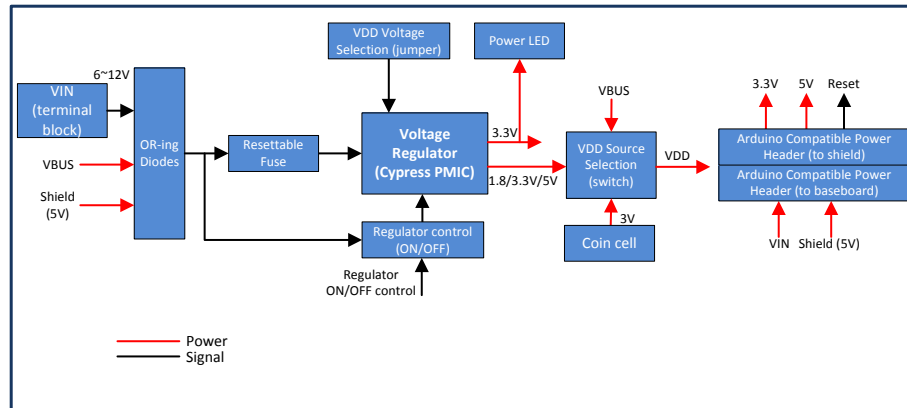 VDD Voltage
Selection (jumper)
Power LED
6~12V
VIN
(terminal
block)
VBUS
Shield
(5V)
OR-ing
Diodes
Resettable
Fuse
Voltage
Regulator
(Cypress PMIC)
3.3V
1.8/3.3V/5V
Regulator control
(ON/OFF)
Regulator
ON/OFF control
VBUS
VDD Source
Selection
(switch)
VDD
3V
Coin cell
3.3V
5V
Reset
Arduino Compatible Power
Header (to shield)
Arduino Compatible Power
Header (to baseboard)
VIN
Shield (5V)
Power
Signal